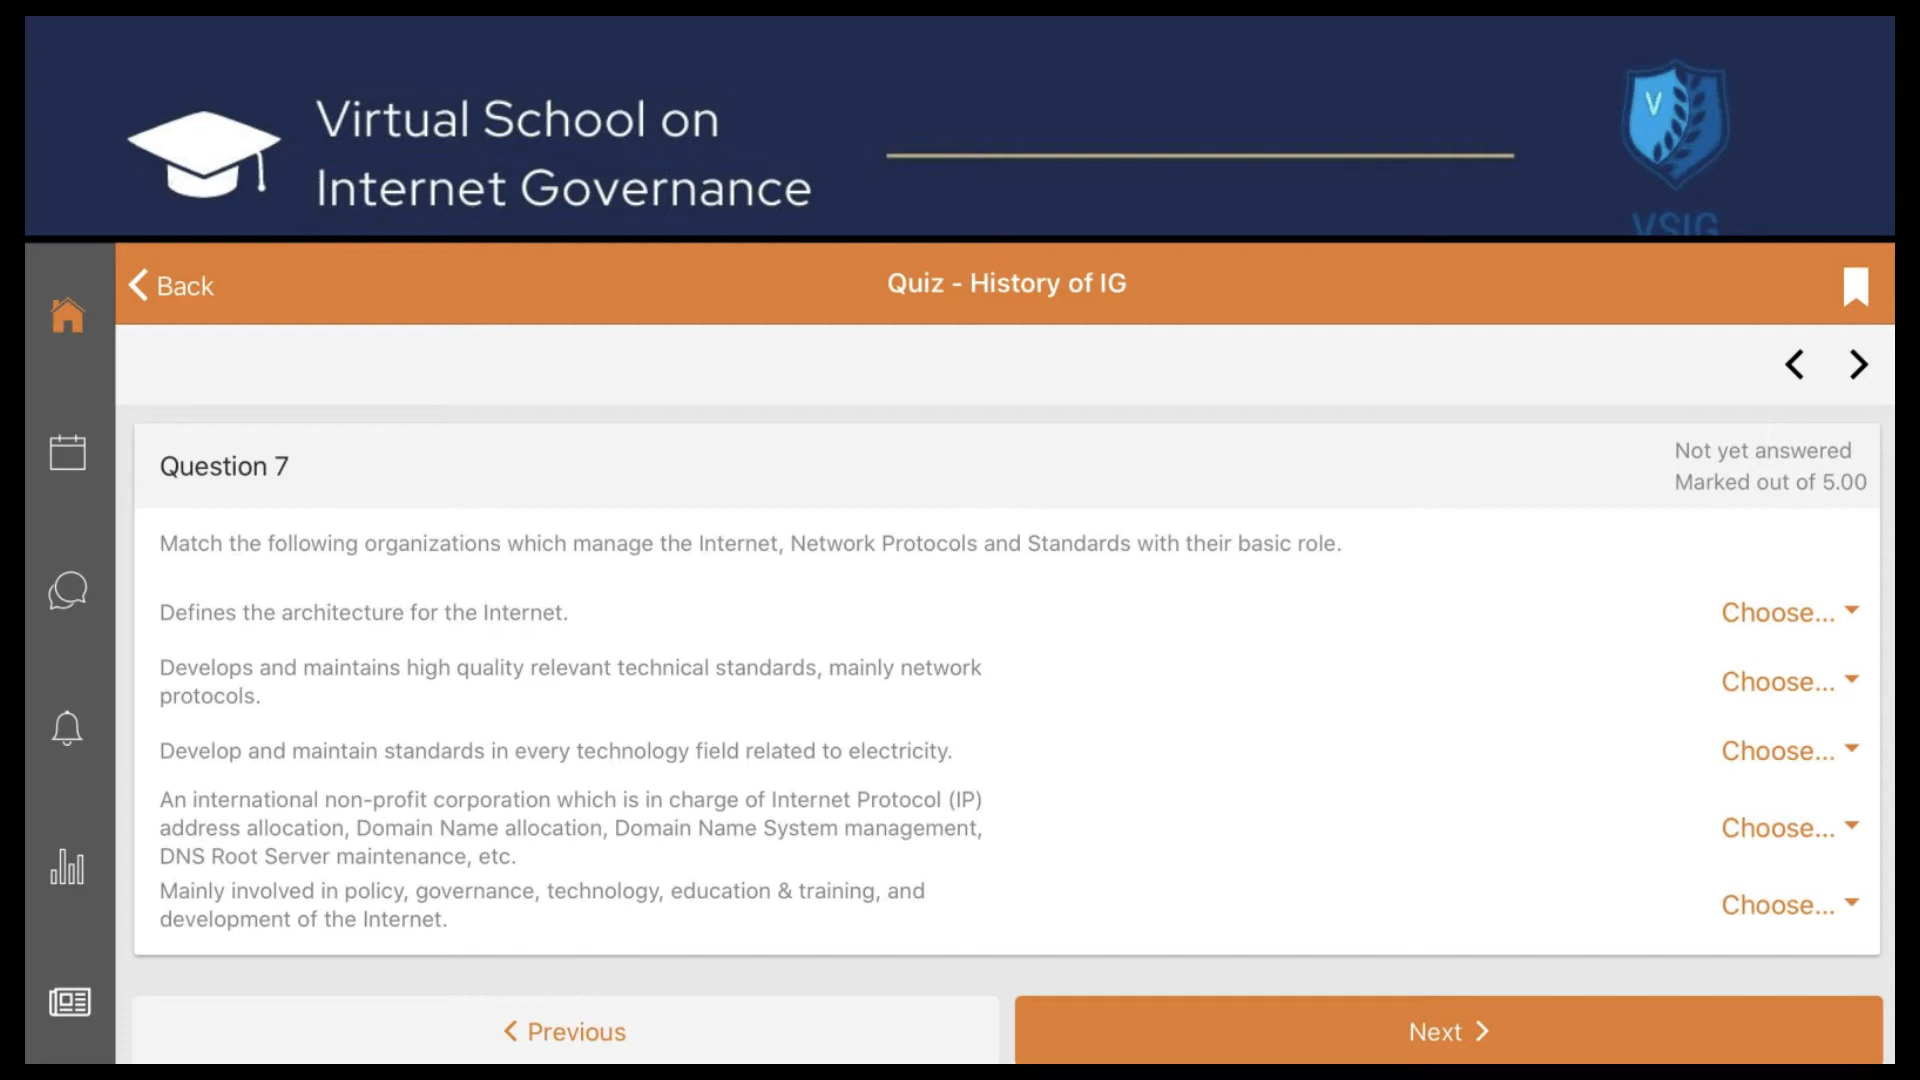 Virtual School on
Internet Governance
V
VSIG
Back
Quiz - History of IG
Question 7
Not yet answered
Marked out of 5.00
Match the following organizations which manage the Internet, Network Protocols and Standards with their basic role.
Defines the architecture for the Internet.
Choose...
Develops and maintains high quality relevant technical standards, mainly network
protocols.
Choose...
Develop and maintain standards in every technology field related to electricity.
Choose...
An international non-profit corporation which is in charge of Internet Protocol (IP)
address allocation, Domain Name allocation, Domain Name System management,
DNS Root Server maintenance, etc.
Choose...
Mainly involved in policy, governance, technology, education & training, and
development of the Internet.
Choose...
Previous
Next